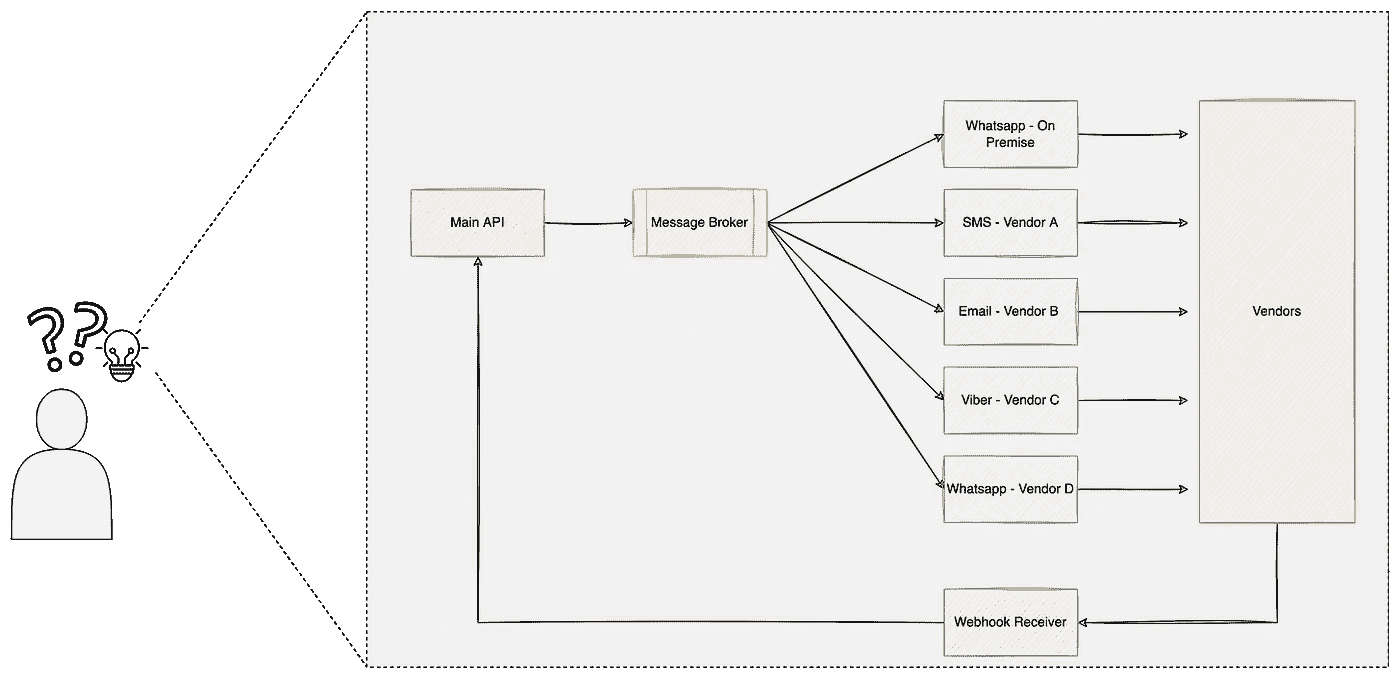 ??
Main API
Message Broker
Whatsapp - On
Premise
SMS - Vendor A
Email - Vendor B
Viber - Vendor C
Whatsapp - Vendor D
Vendors
Webhook Receiver